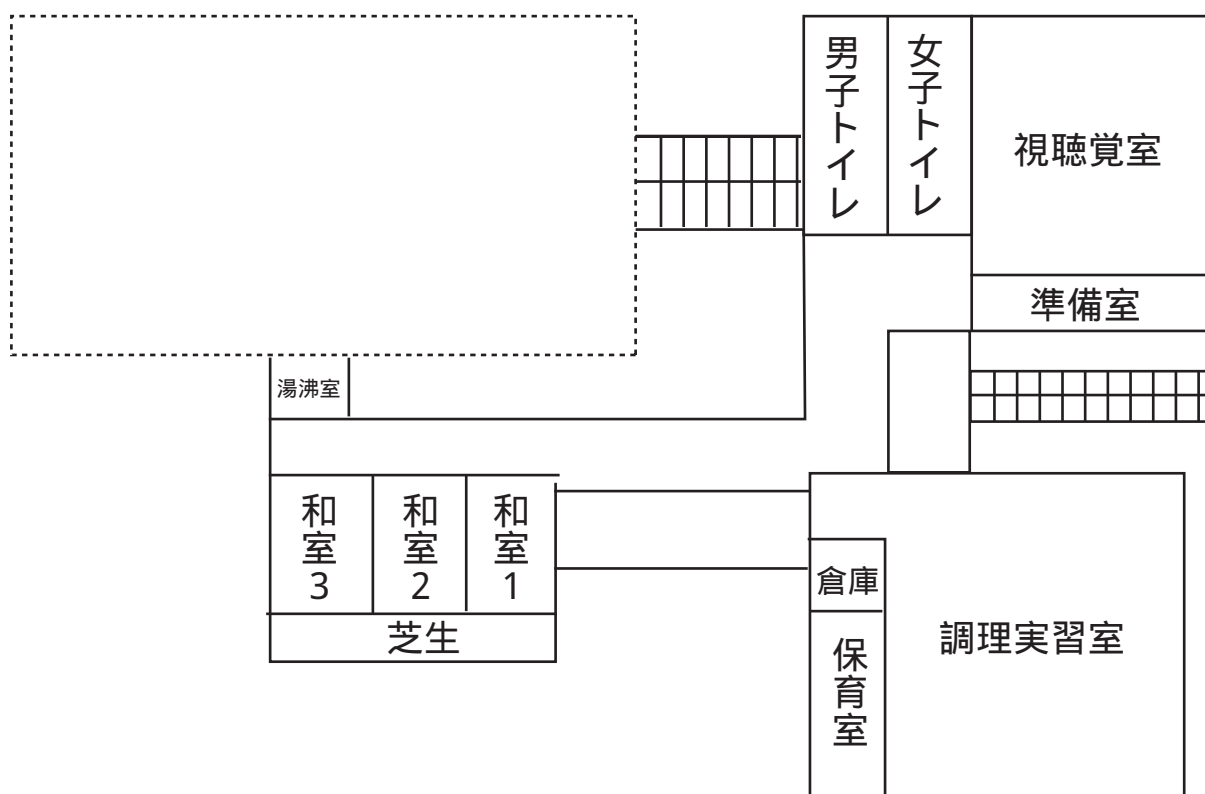 男子トイレ
女子トイレ
視聴覚室
準備室
湯沸室
和室3
和室2
和室1
芝生
倉庫
保育室
調理実習室